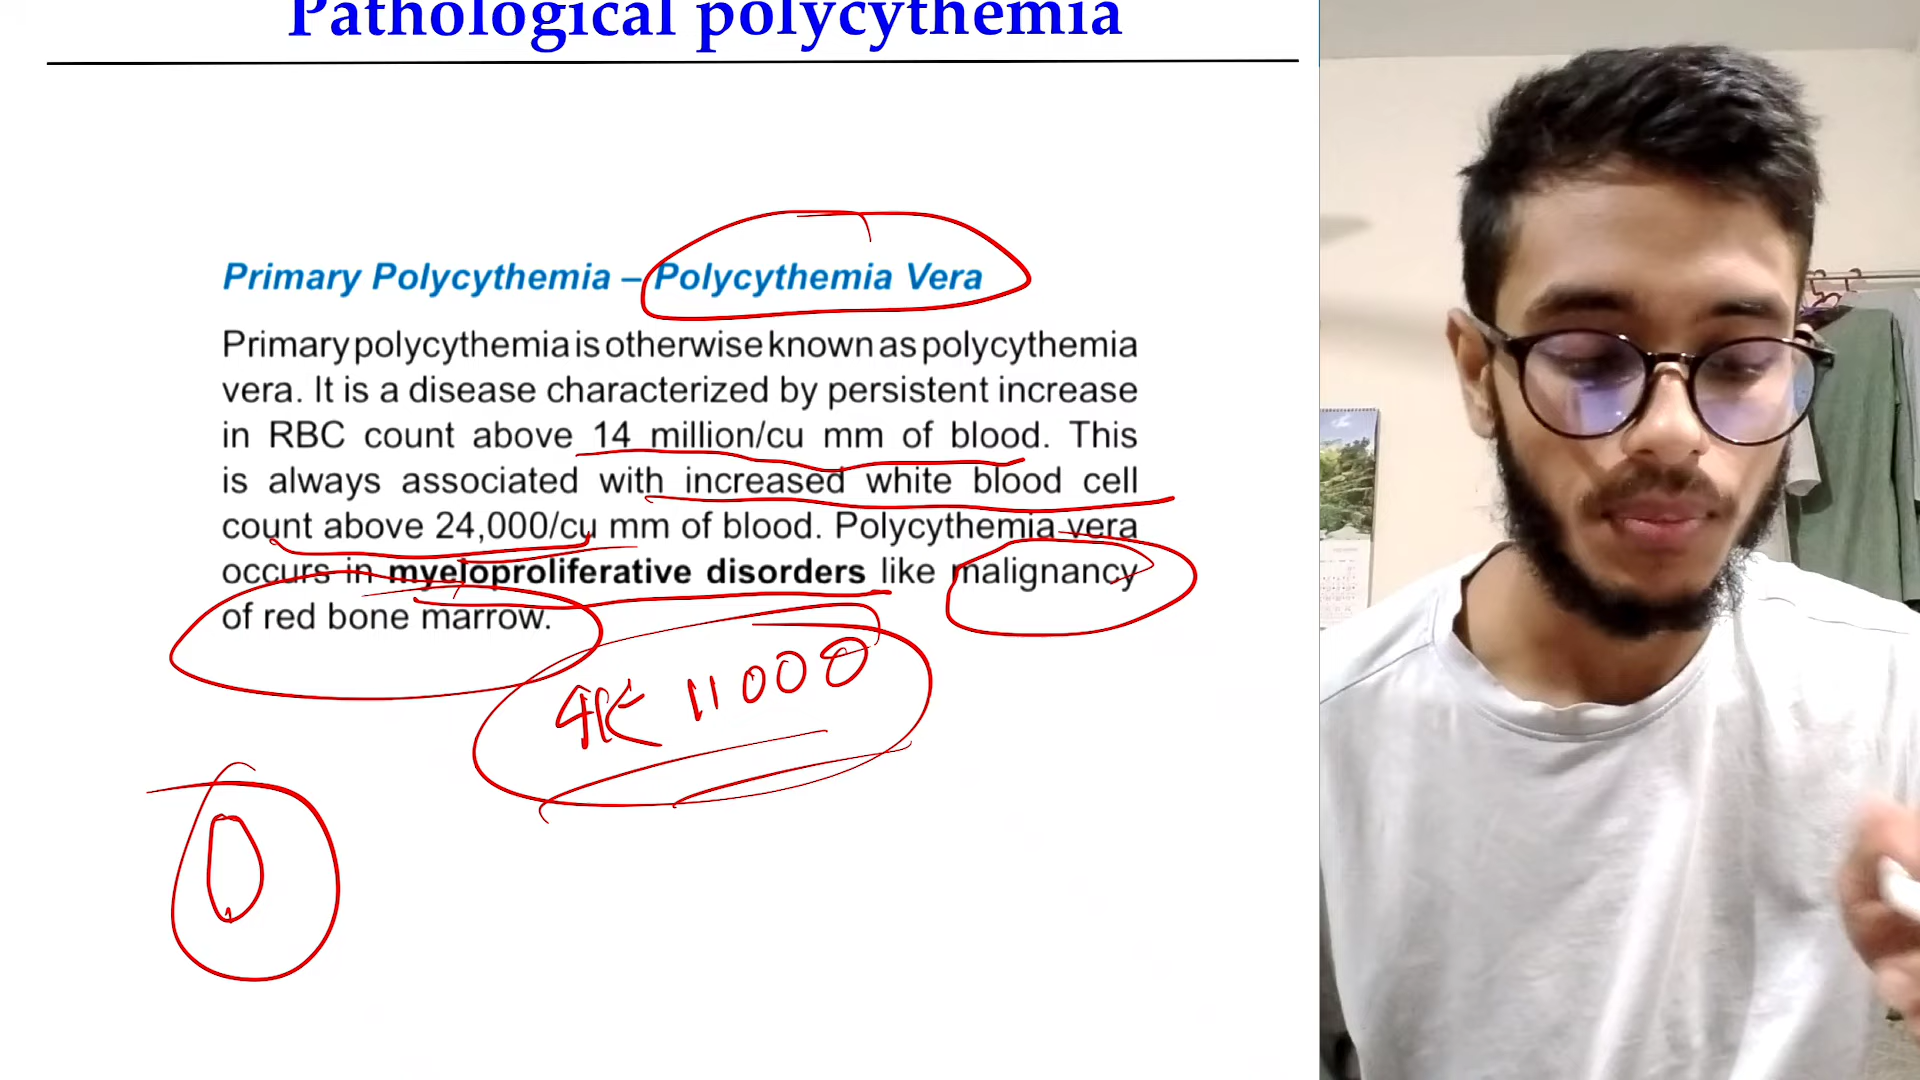 Pathological polycythemia
Primary Polycythemia – Polycythemia Vera
Primary polycythemia is otherwise known as polycythemia
vera. It is a disease characterized by persistent increase
in RBC count above 14 million/cu mm of blood. This
is always associated with increased white blood cell
count above 24,000/cu mm of blood. Polycythemia vera
occurs in myeloproliferative disorders like malignancy
of red bone marrow.
11000